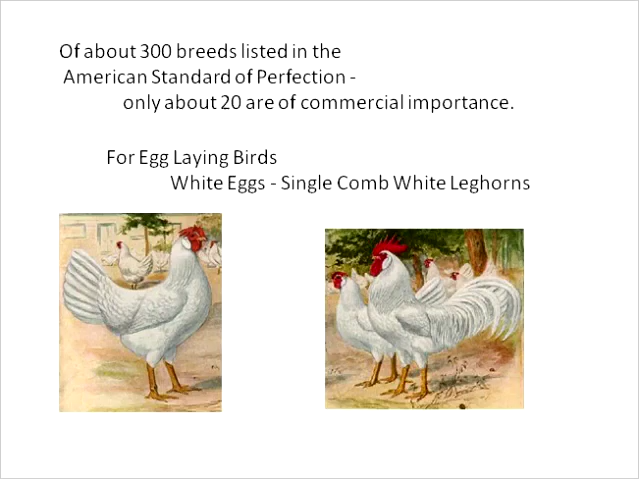 Of about 300 breeds listed in the
American Standard of Perfection -
only about 20 are of commercial importance.
For Egg Laying Birds
White Eggs - Single Comb White Leghorns